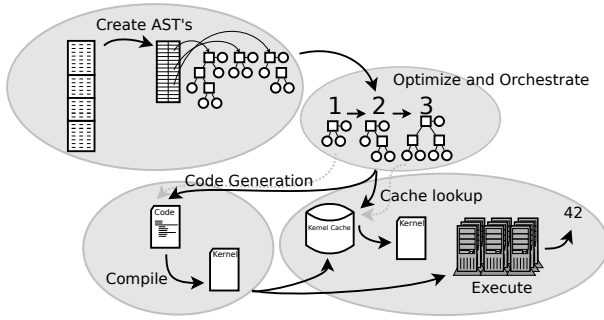 Create AST's
Optimize and Orchestrate
1 2 3
Code Generation
Cache lookup
Code
Kernel Cache
Kernel
42
Kernel
Compile
Execute